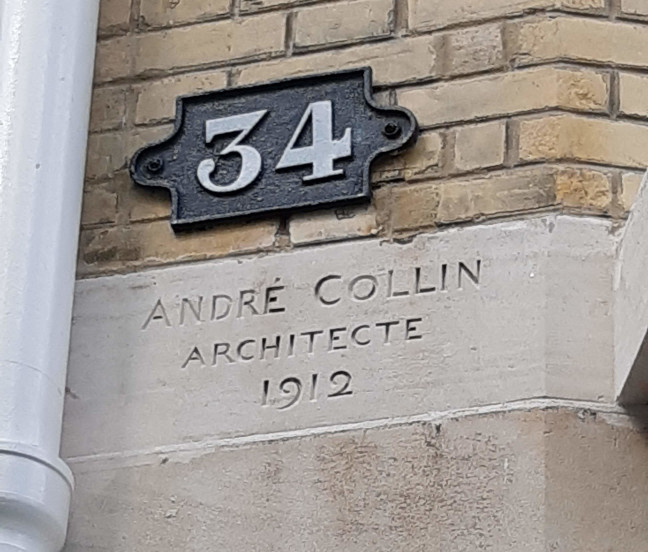 34
ANDRÉ COLLIN
ARCHITECTE
1912